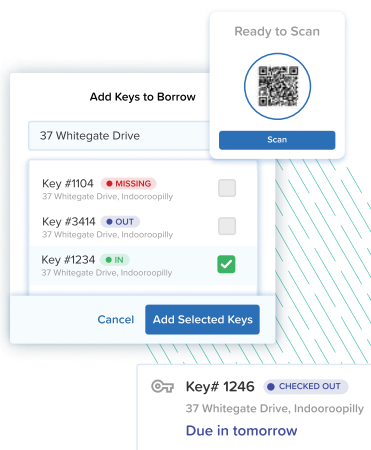 Ready to Scan
Scan
Add Keys to Borrow
37 Whitegate Drive
Key #1104 MISSING
37 Whitegate Drive, Indooroopilly
Key #3414 OUT
37 Whitegate Drive, Indooroopilly
Key #1234 IN
37 Whitegate Drive, Indooroopilly
Cancel Add Selected Keys
Key# 1246 CHECKED OUT
37 Whitegate Drive, Indooroopilly
Due in tomorrow